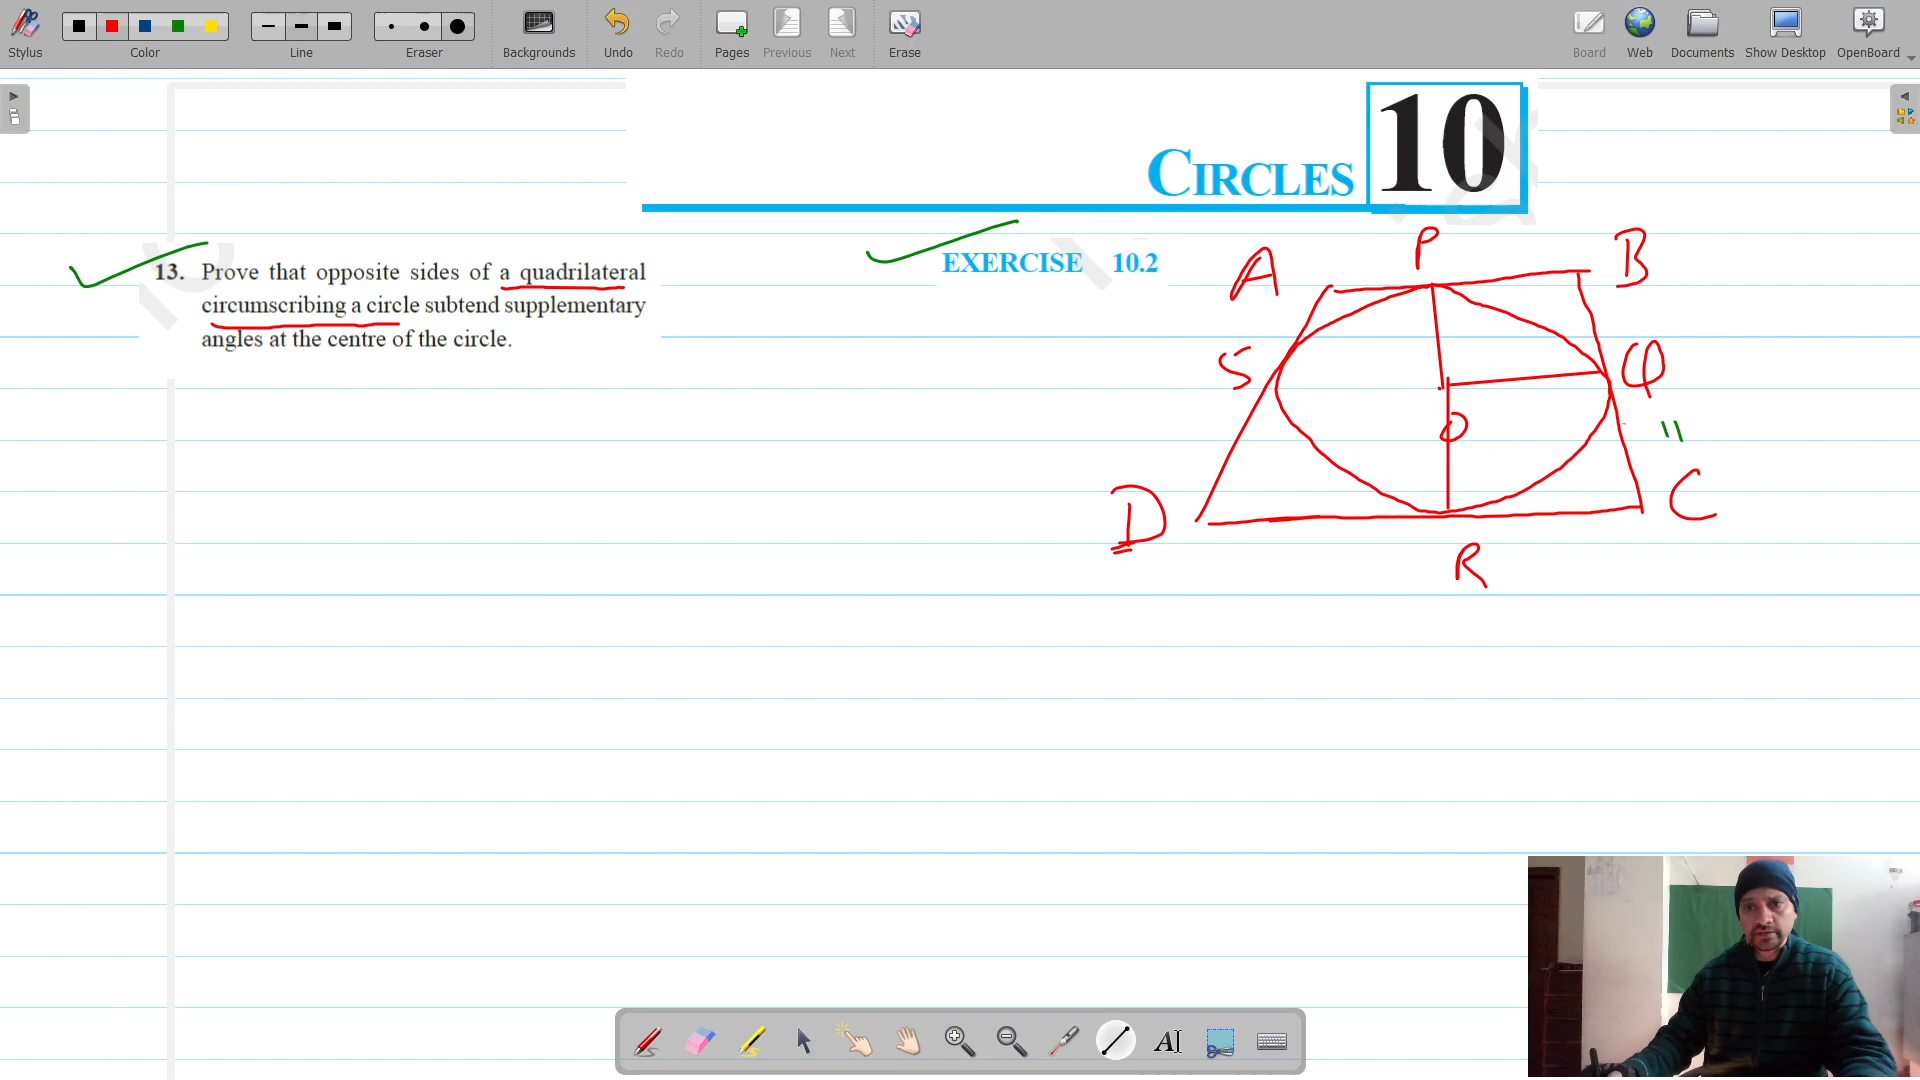 Stylus Color Line Eraser Backgrounds Undo Redo Pages Previous Next Erase Board Web Documents Show Desktop OpenBoard
CIRCLES 10
EXERCISE 10.2
13. Prove that opposite sides of a quadrilateral
circumscribing a circle subtend supplementary
angles at the centre of the circle.
A P B
S Q
O
D C
R
AI